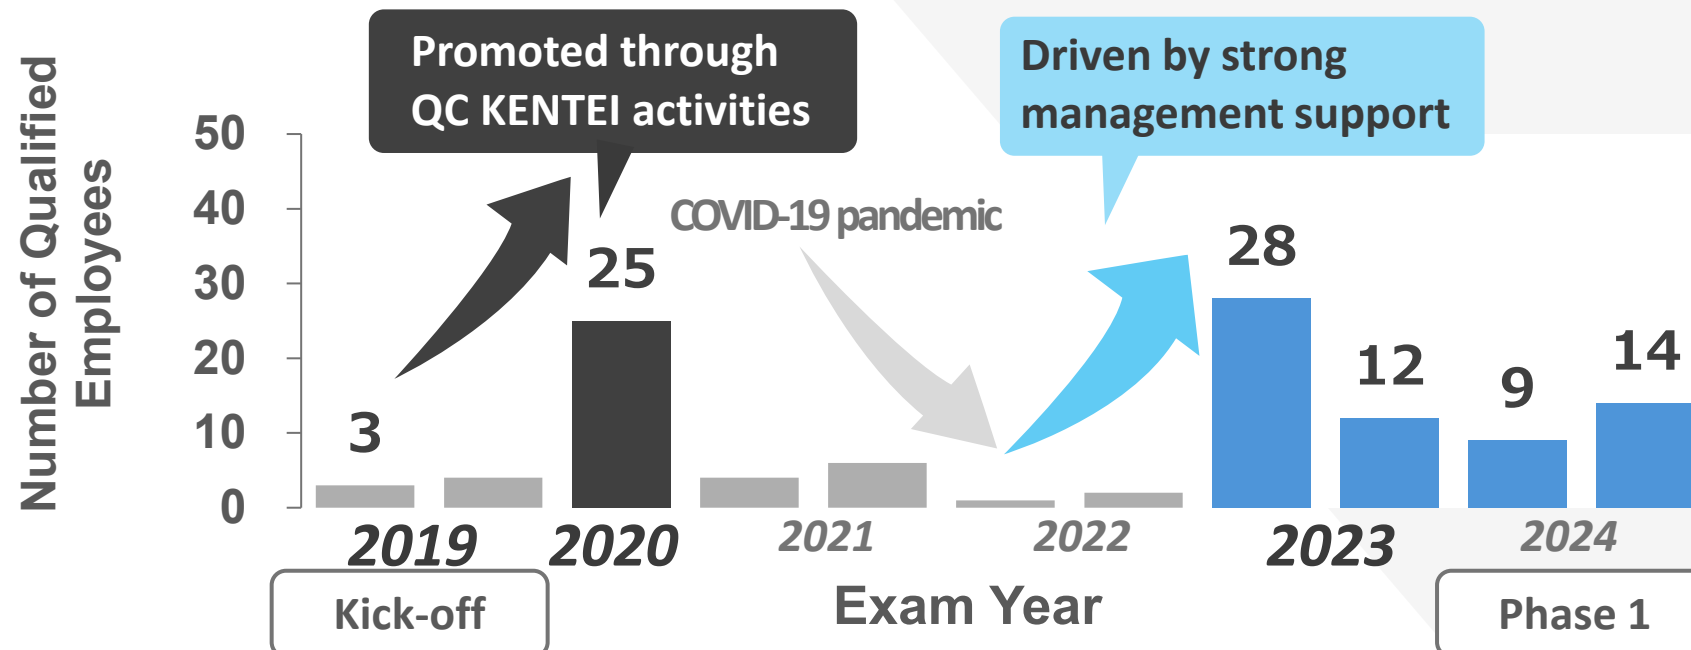 Promoted through
QC KENTEI activities
Driven by strong
management support
Number of Qualified
Employees
50
40
30
20
10
0
COVID-19 pandemic
3
25
28
12
9
14
2019
2020
2021
2022
2023
2024
Kick-off
Exam Year
Phase 1